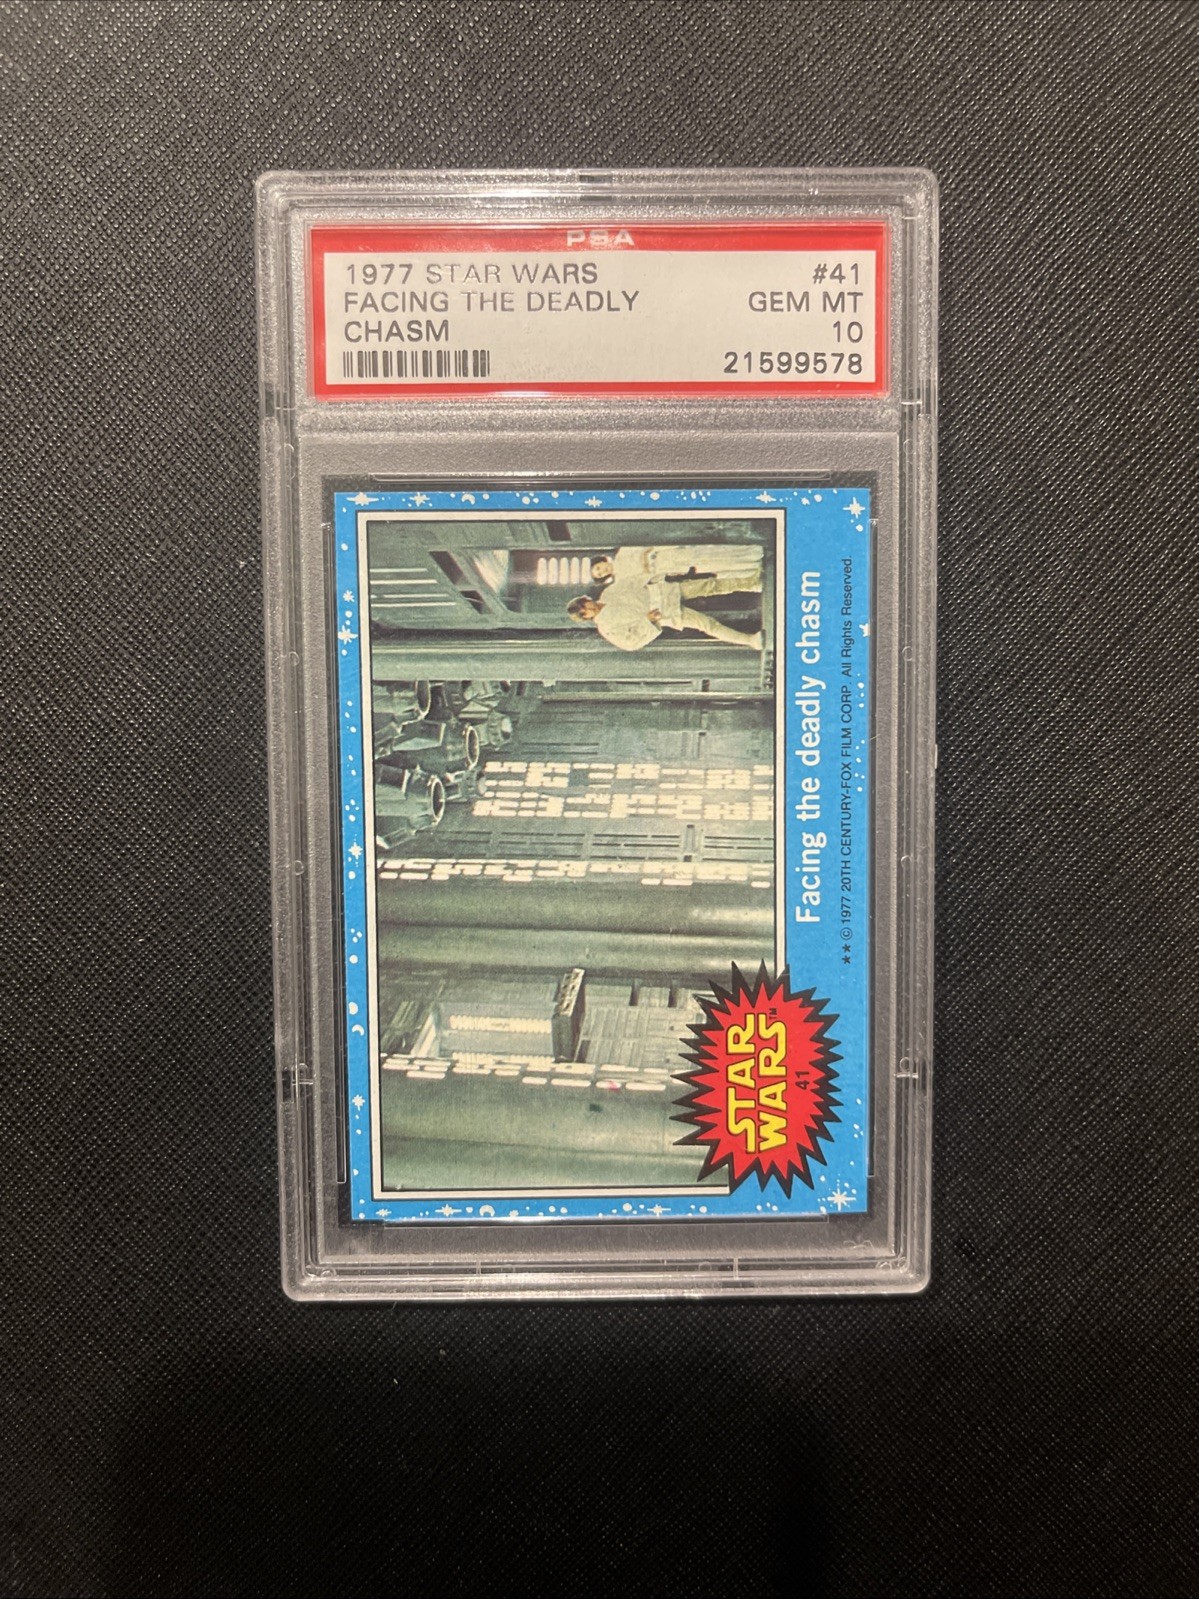 PSA
1977 STAR WARS #41
FACING THE DEADLY GEM MT
CHASM 10
21599578
Facing the deadly chasm
★★ © 1977 20TH CENTURY-FOX FILM CORP. All Rights Reserved.
STAR
WARS™
41